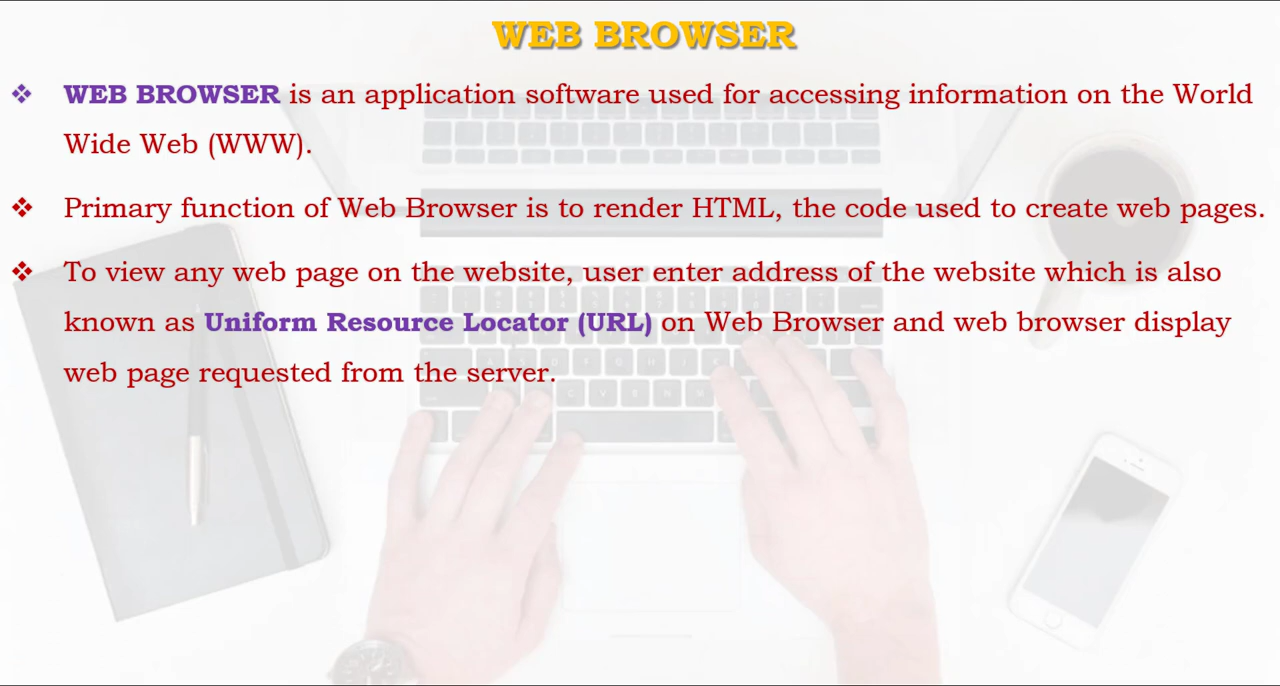 WEB BROWSER
❖ WEB BROWSER is an application software used for accessing information on the World
Wide Web (WWW).
❖ Primary function of Web Browser is to render HTML, the code used to create web pages.
❖ To view any web page on the website, user enter address of the website which is also
known as Uniform Resource Locator (URL) on Web Browser and web browser display
web page requested from the server.